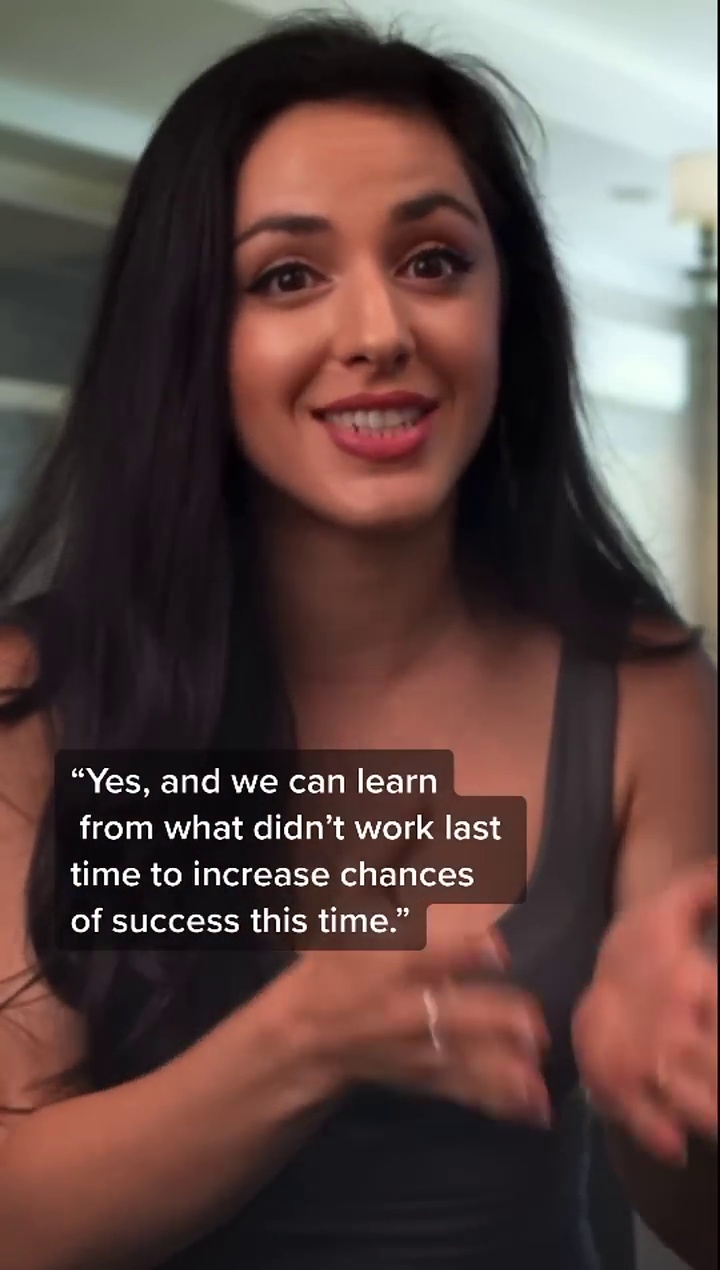 “Yes, and we can learn
from what didn’t work last
time to increase chances
of success this time.”